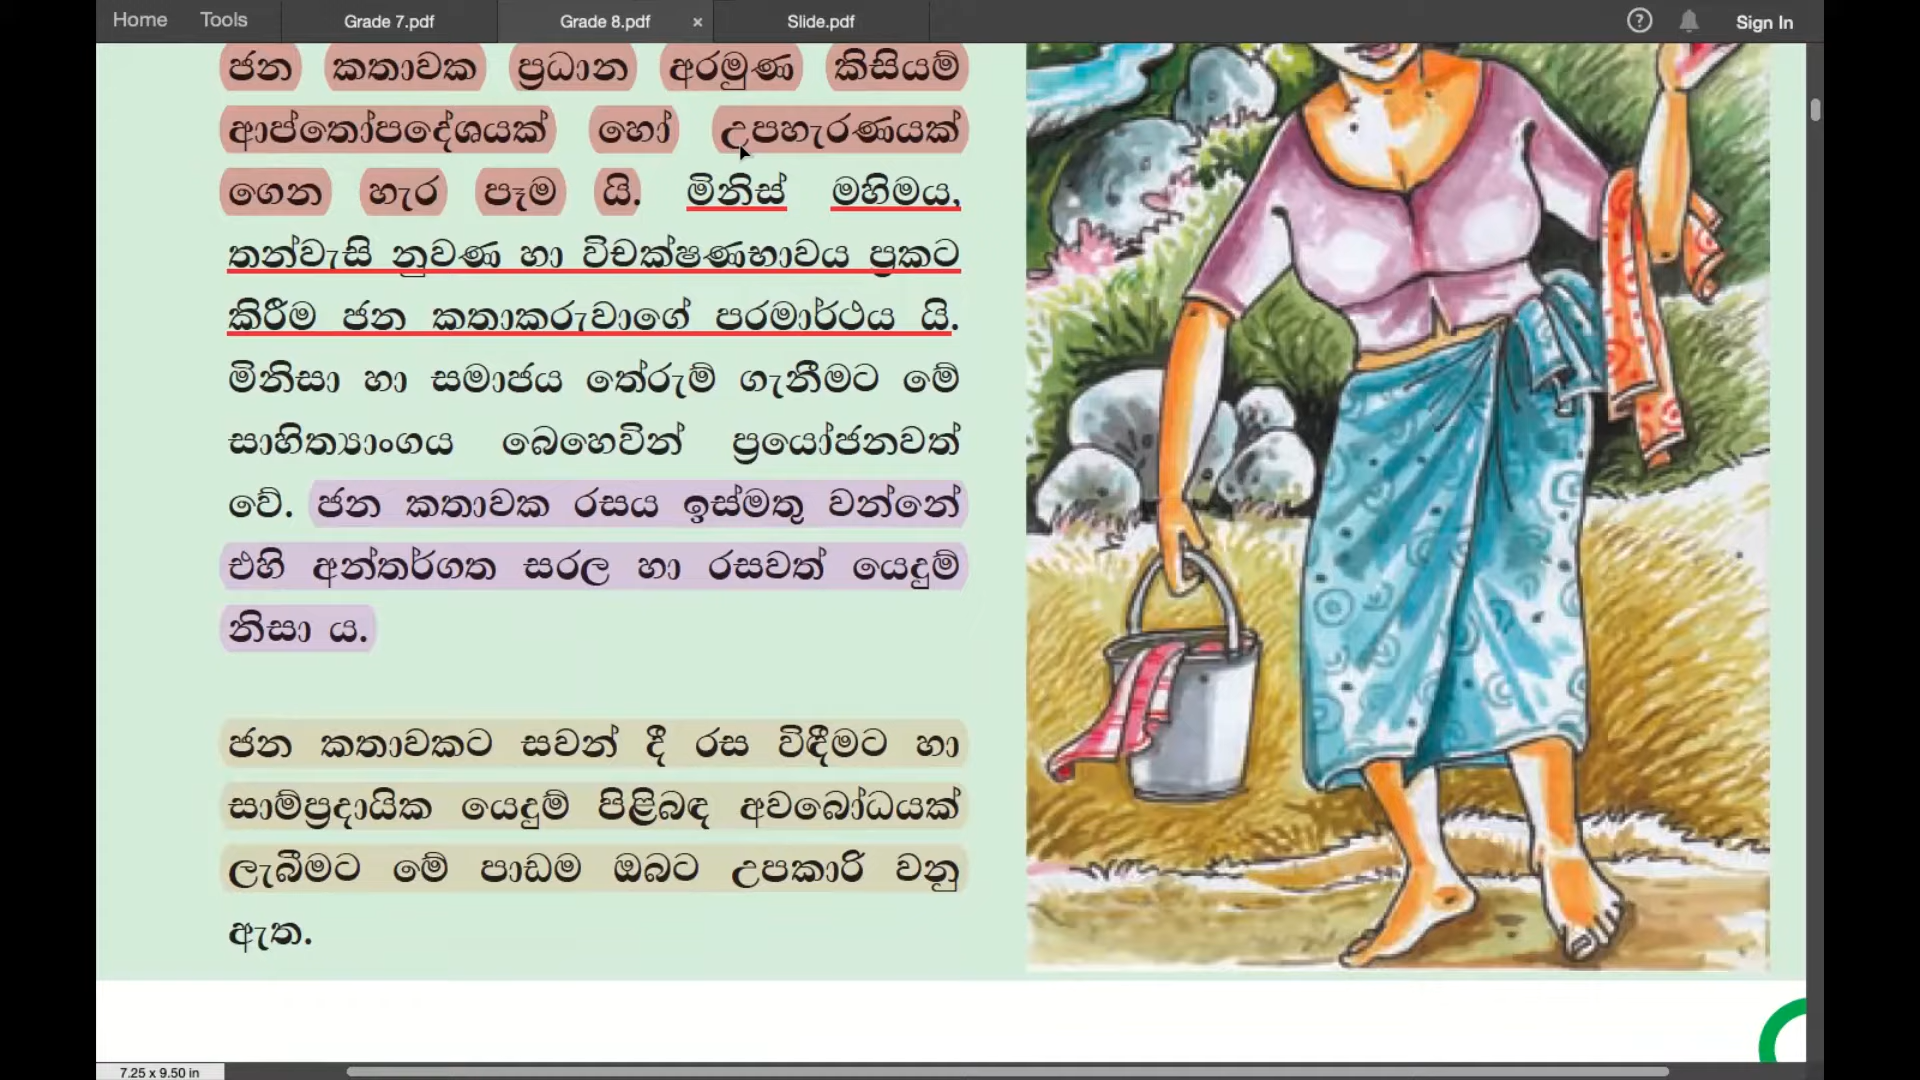 Home Tools Grade 7.pdf Grade 8.pdf × Slide.pdf ? Sign In
ජන කතාවක ප්‍රධාන අරමුණ කිසියම්
ආප්තෝපදේශයක් හෝ උපහැරණයක්
ගෙන හැර පෑම යි. මිනිස් මහිමය,
තත්වැසි නුවණ හා විචක්ෂණභාවය ප්‍රකට
කිරීම ජන කතාකරුවාගේ පරමාර්ථය යි.
මිනිසා හා සමාජය තේරුම් ගැනීමට මේ
සාහිත්‍යාංගය බෙහෙවින් ප්‍රයෝජනවත්
වේ. ජන කතාවක රසය ඉස්මතු වන්නේ
එහි අන්තර්ගත සරල හා රසවත් යෙදුම්
නිසා ය.
ජන කතාවකට සවන් දී රස විඳීමට හා
සාම්ප්‍රදායික යෙදුම් පිළිබඳ අවබෝධයක්
ලැබීමට මේ පාඩම ඔබට උපකාරි වනු
ඇත.
7.25 x 9.50 in